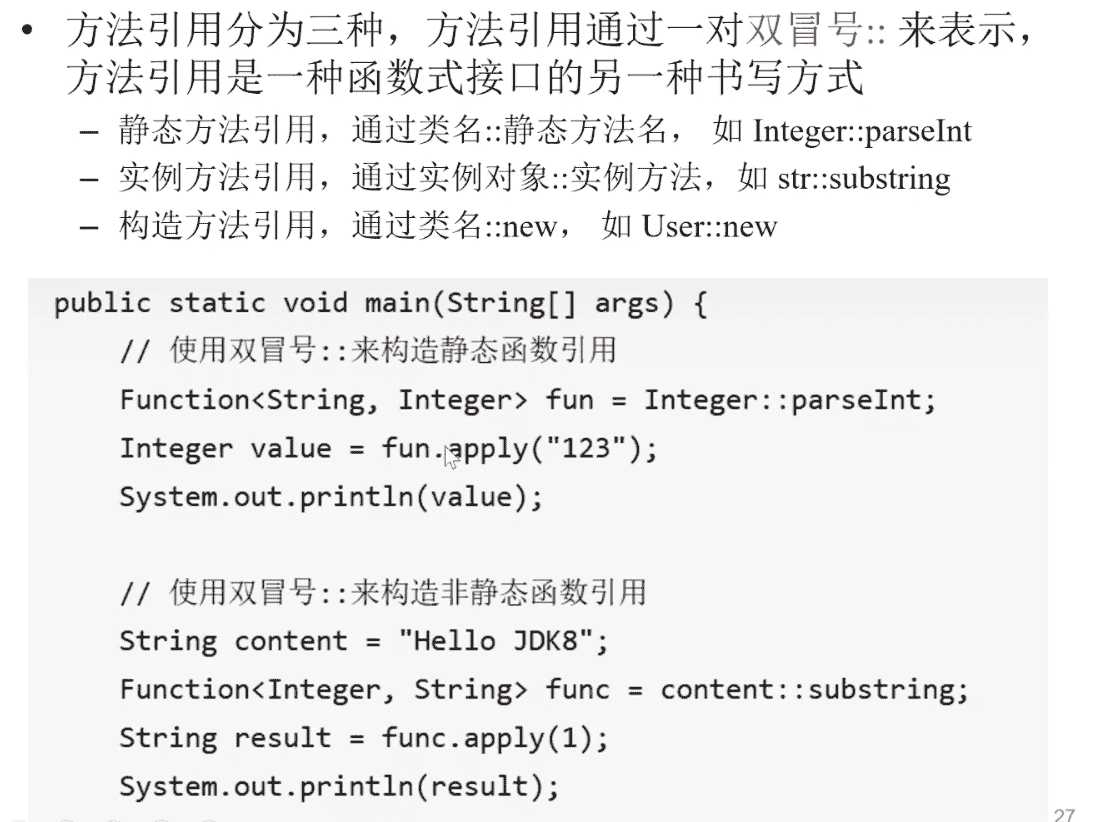 • 方法引用分为三种，方法引用通过一对双冒号:: 来表示，
方法引用是一种函数式接口的另一种书写方式
– 静态方法引用，通过类名::静态方法名， 如 Integer::parseInt
– 实例方法引用，通过实例对象::实例方法，如 str::substring
– 构造方法引用，通过类名::new， 如 User::new
public static void main(String[] args) {
// 使用双冒号::来构造静态函数引用
Function<String, Integer> fun = Integer::parseInt;
Integer value = fun.apply("123");
System.out.println(value);
// 使用双冒号::来构造非静态函数引用
String content = "Hello JDK8";
Function<Integer, String> func = content::substring;
String result = func.apply(1);
System.out.println(result);
27